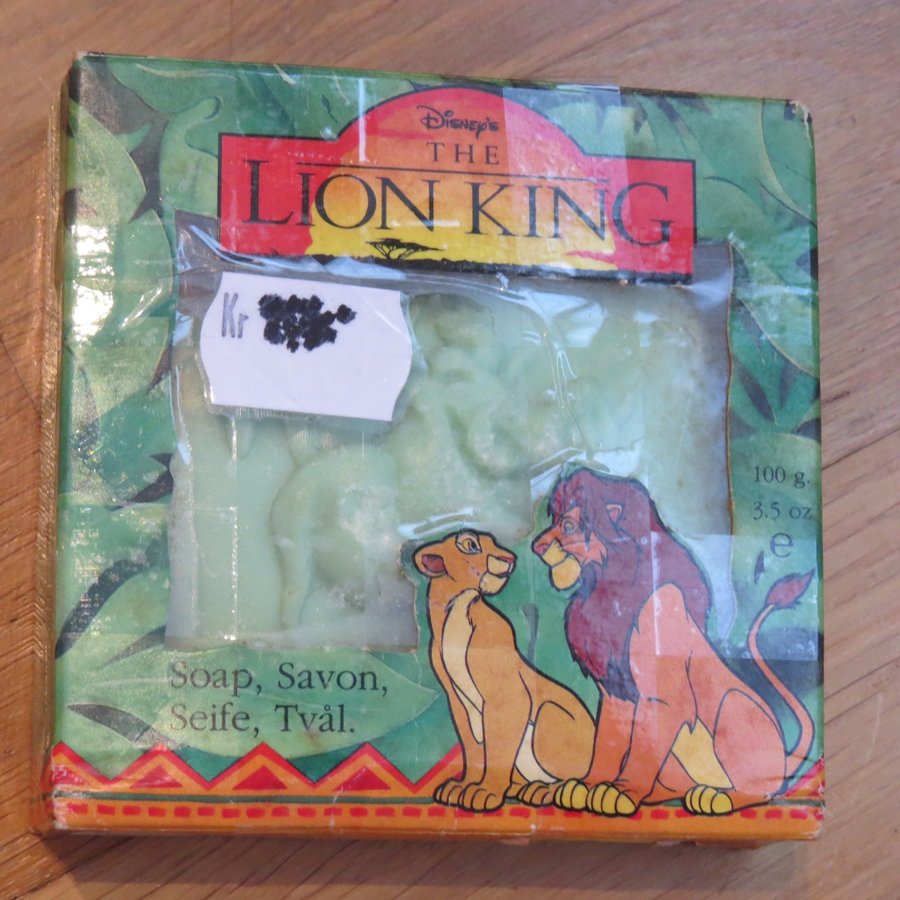 Disney's
THE
LION KING
Kr
100 g.
3.5 oz
e
Soap, Savon,
Seife, Tvål.